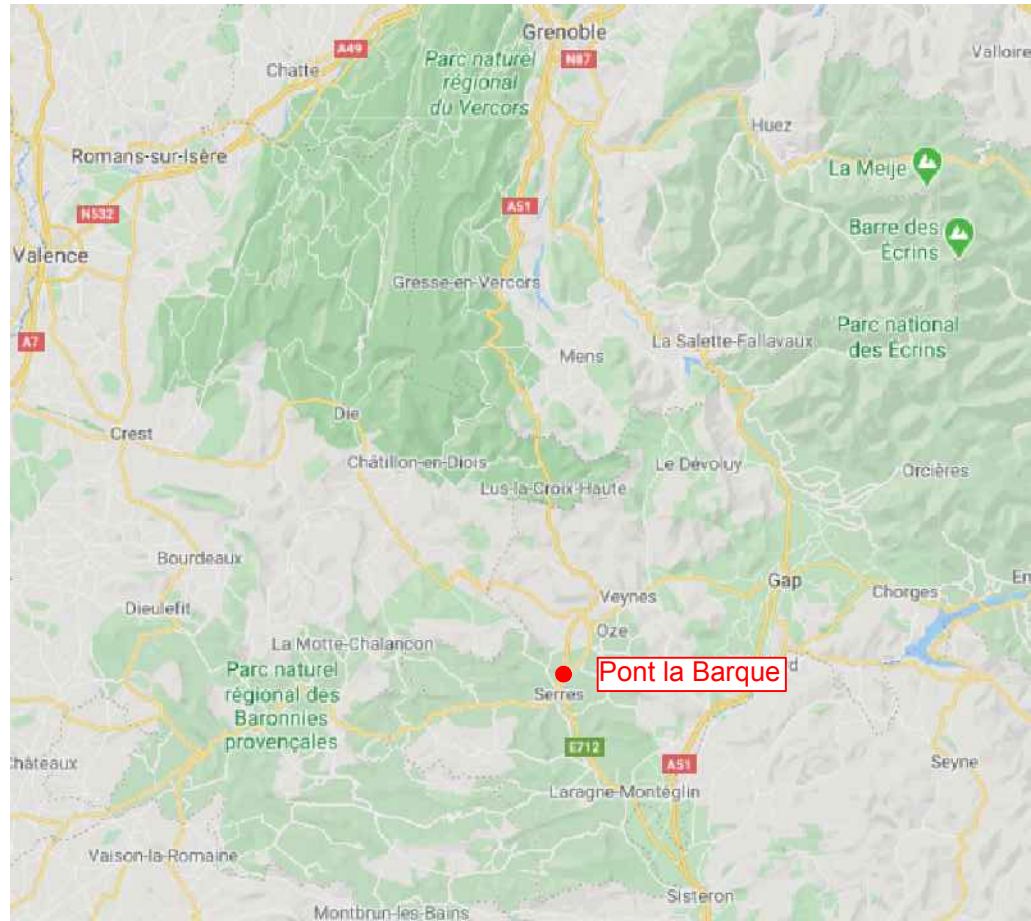 Grenoble
A49
N87
Valloire
Chatte
Parc naturel
régional
du Vercors
Huez
Romans-sur-Isère
La Meije
A51
N532
Barre des
Écrins
Valence
Gresse-en-Vercors
Parc national
des Écrins
A7
La Salette-Fallavaux
Mens
Die
Crest
Châtillon-en-Diois
Le Dévoluy
Orcières
Lus-la-Croix-Haute
Bourdeaux
Gap
Chorges
Em
Veynes
Dieulefit
Oze
La Motte-Chalancon
Parc naturel
régional des
Baronnies
provençales
Pont la Barque
d
Serres
E712
A51
hâteaux
Seyne
Laragne-Montéglin
Vaison-la-Romaine
Sisteron
Montbrun-les-Bains